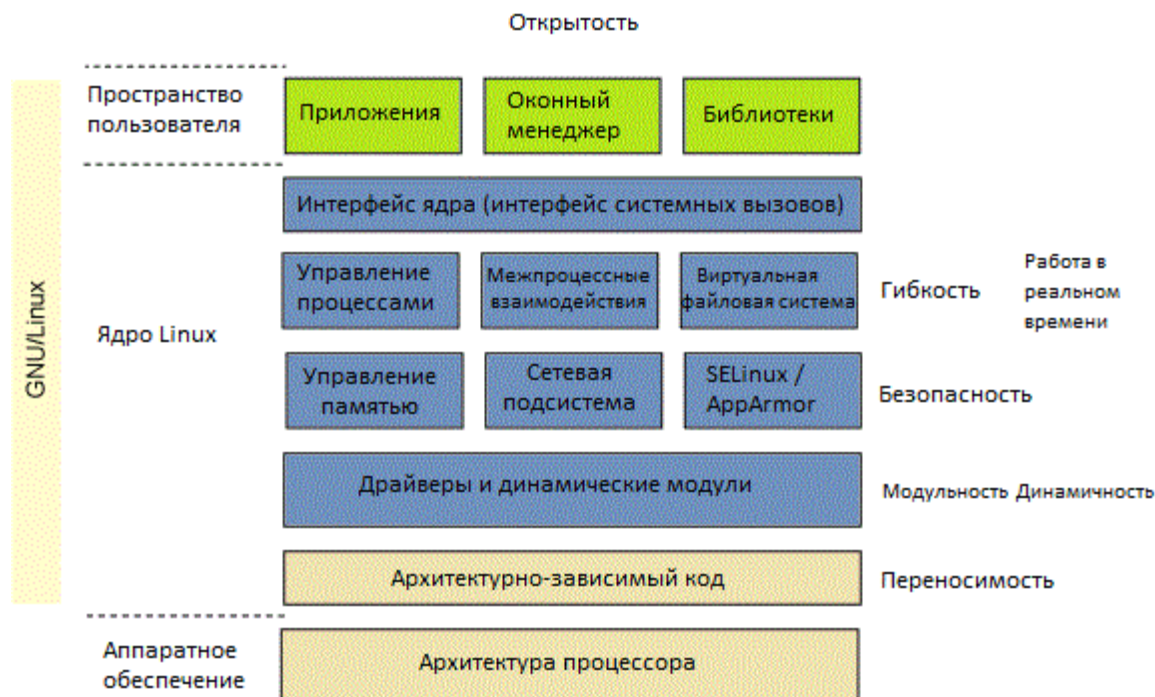 Открытость
GNU/Linux
Пространство
пользователя
Приложения
Оконный
менеджер
Библиотеки
Ядро Linux
Интерфейс ядра (интерфейс системных вызовов)
Управление
процессами
Межпроцессные
взаимодействия
Виртуальная
файловая система
Гибкость
Работа в
реальном
времени
Управление
памятью
Сетевая
подсистема
SELinux /
AppArmor
Безопасность
Драйверы и динамические модули
Модульность Динамичность
Архитектурно-зависимый код
Переносимость
Аппаратное
обеспечение
Архитектура процессора